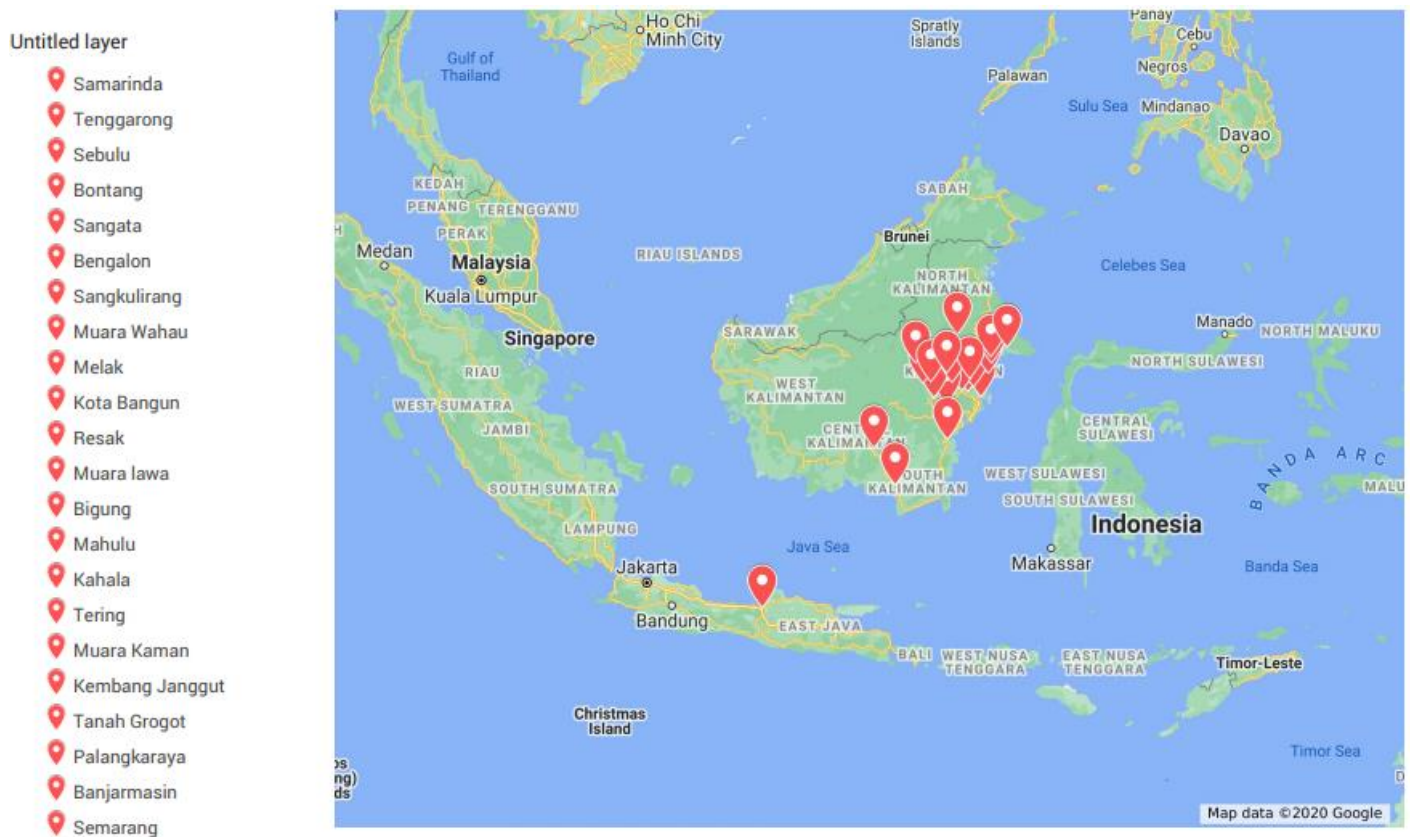 Untitled layer
Samarinda
Tenggarong
Sebulu
Bontang
Sangata
Bengalon
Sangkulirang
Muara Wahau
Melak
Kota Bangun
Resak
Muara lawa
Bigung
Mahulu
Kahala
Tering
Muara Kaman
Kembang Janggut
Tanah Grogot
Palangkaraya
Banjarmasin
Semarang
Ho Chi
Minh City
Gulf of
Thailand
Spratly
Islands
Panay
Cebu
Negros
Palawan
Sulu Sea
Mindanao
Davao
KEDAH
PENANG
TERENGGANU
PERAK
Medan
Malaysia
Kuala Lumpur
Singapore
RIAU ISLANDS
SABAH
Brunei
NORTH
KALIMANTAN
Celebes Sea
SARAWAK
Manado
NORTH MALUKU
NORTH SULAWESI
RIAU
WEST SUMATRA
JAMBI
WEST
KALIMANTAN
KALIMANTAN
CENTRAL
SULAWESI
SOUTH SUMATRA
LAMPUNG
KALIMANTAN
WEST SULAWESI
SOUTH SULAWESI
BANDA ARC
Indonesia
Java Sea
Makassar
Banda Sea
Jakarta
Bandung
EAST JAVA
BALI
WEST NUSA
TENGGARA
EAST NUSA
TENGGARA
Timor-Leste
Christmas
Island
Timor Sea
Map data ©2020 Google